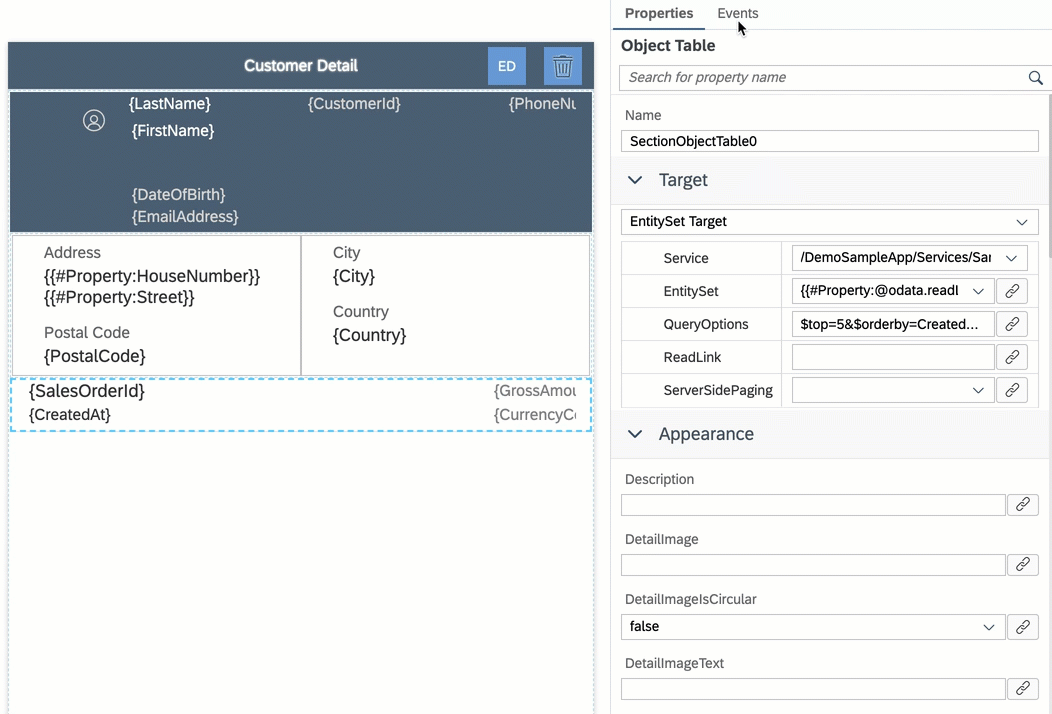 Customer Detail
ED
{LastName}
{CustomerId}
{PhoneNu
{FirstName}
{DateOfBirth}
{EmailAddress}
Address
{{#Property:HouseNumber}}
{{#Property:Street}}
Postal Code
{PostalCode}
City
{City}
Country
{Country}
{SalesOrderId}
{GrossAmou
{CreatedAt}
{CurrencyCo
Properties
Events
Object Table
Search for property name
Name
SectionObjectTable0
Target
EntitySet Target
Service
/DemoSampleApp/Services/Sar
EntitySet
{{#Property:@odata.readL
QueryOptions
$top=5&$orderby=Created...
ReadLink
ServerSidePaging
Appearance
Description
DetailImage
DetailImageIsCircular
false
DetailImageText